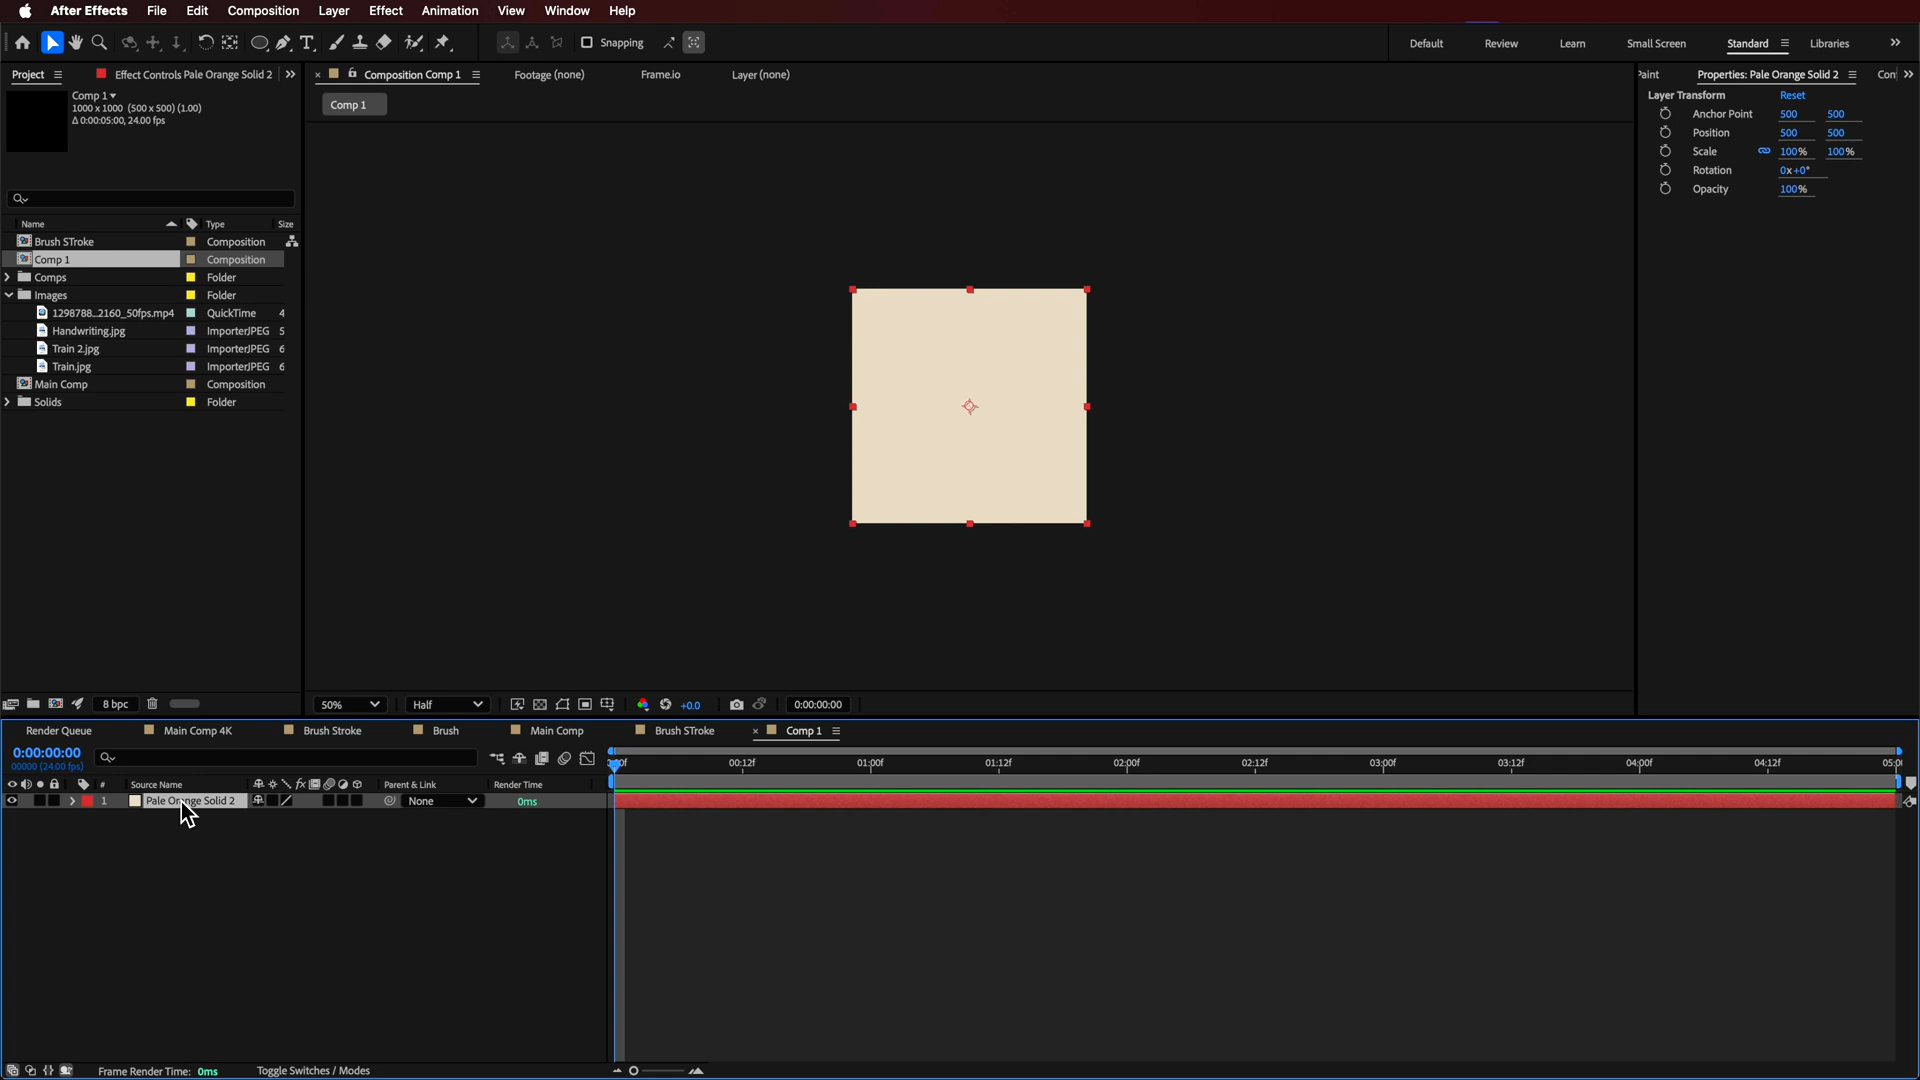 After Effects File Edit Composition Layer Effect Animation View Window Help
Snapping Default Review Learn Small Screen Standard Libraries
Project Effect Controls Pale Orange Solid 2 Composition Comp 1 Footage (none) Frame.io Layer (none) Paint Properties: Pale Orange Solid 2
Comp 1
1000 x 1000 (500 x 500) (1.00)
Δ 0:00:05:00, 24.00 fps
Comp 1
Layer Transform Reset
Anchor Point 500 500
Position 500 500
Scale 100% 100%
Rotation 0x+0°
Opacity 100%
Name Type Size
Brush STroke Composition
Comp 1 Composition
Comps Folder
Images Folder
1298788_2160_50fps.mp4 QuickTime 4
Handwriting.jpg ImporterJPEG 5
Train 2.jpg ImporterJPEG 6
Train.jpg ImporterJPEG 6
Main Comp Composition
Solids Folder
8 bpc 50% Half +0.0 0:00:00:00
Render Queue Main Comp 4K Brush Stroke Brush Main Comp Brush STroke Comp 1
0:00:00:00
00000 (24.00 fps)
00:12f 01:00f 01:12f 02:00f 02:12f 03:00f 03:12f 04:00f 04:12f
# Source Name fx Parent & Link Render Time
1 Pale Orange Solid 2 None 0ms
Frame Render Time: 0ms Toggle Switches / Modes